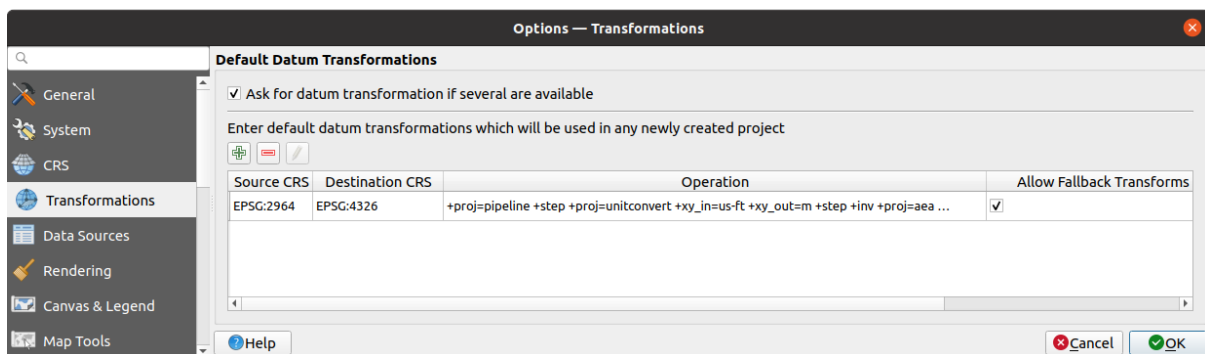 Options — Transformations
General
System
CRS
Transformations
Data Sources
Rendering
Canvas & Legend
Map Tools
Default Datum Transformations
Ask for datum transformation if several are available
Enter default datum transformations which will be used in any newly created project
Source CRS Destination CRS Operation Allow Fallback Transforms
EPSG:2964 EPSG:4326 +proj=pipeline +step +proj=unitconvert +xy_in=us-ft +xy_out=m +step +inv +proj=aea ...
Help Cancel OK